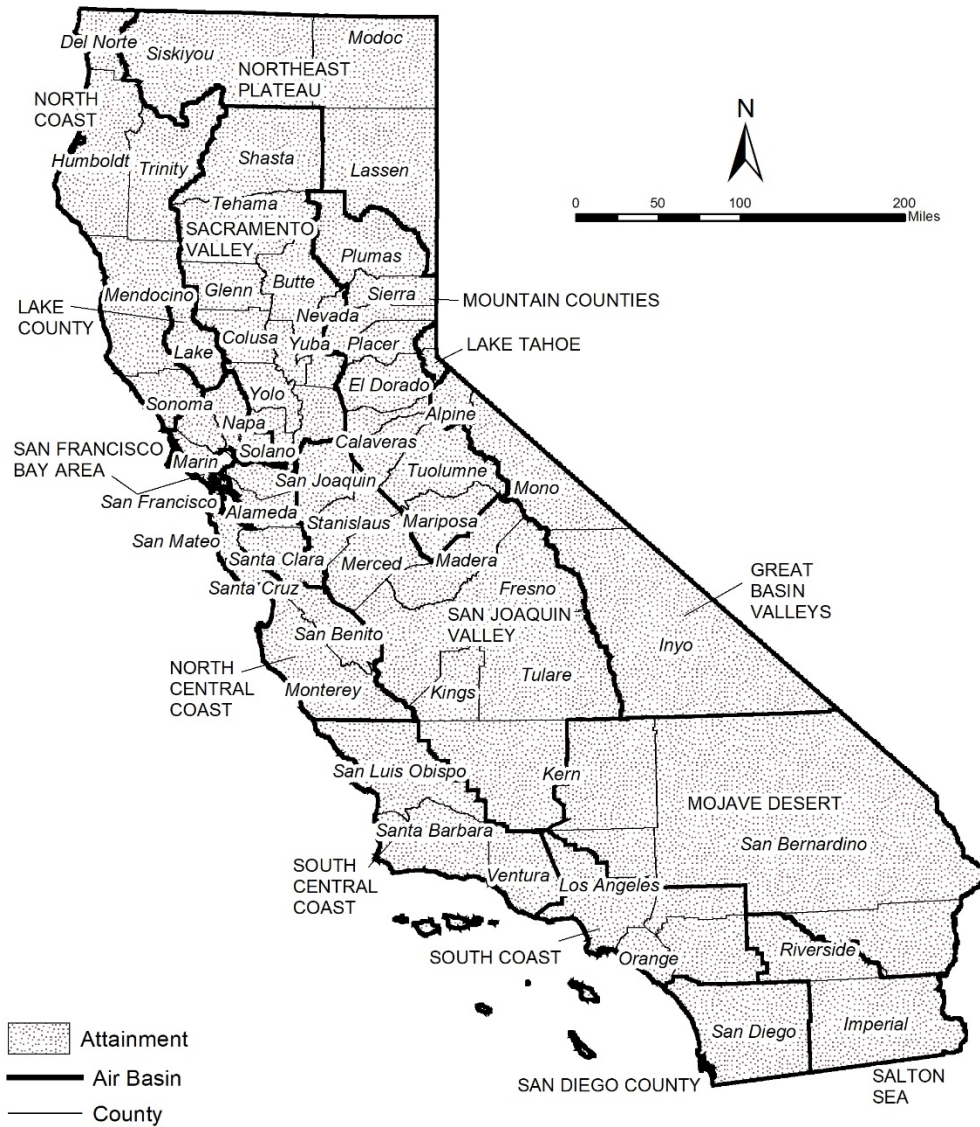 Del Norte
Siskiyou
Modoc
NORTHEAST
PLATEAU
NORTH
COAST
Humboldt
Trinity
Shasta
Lassen
Tehama
SACRAMENTO
VALLEY
Plumas
Mendocino
Glenn
Butte
Sierra
MOUNTAIN COUNTIES
LAKE
COUNTY
Nevada
Colusa
Yuba
Placer
LAKE TAHOE
Lake
El Dorado
Yolo
Sonoma
Alpine
Napa
Calaveras
SAN FRANCISCO
BAY AREA
Marin
Solano
Tuolumne
San Joaquin
Mono
San Francisco
Alameda
Stanislaus
Mariposa
San Mateo
Santa Clara
Merced
Madera
Santa Cruz
Fresno
GREAT
BASIN
VALLEYS
SAN JOAQUIN
VALLEY
San Benito
Inyo
NORTH
CENTRAL
COAST
Monterey
Kings
Tulare
San Luis Obispo
Kern
MOJAVE DESERT
Santa Barbara
San Bernardino
SOUTH
CENTRAL
COAST
Ventura
Los Angeles
SOUTH COAST
Orange
Riverside
San Diego
Imperial
SAN DIEGO COUNTY
SALTON
SEA
N
0 50 100 200
Miles
Attainment
Air Basin
County